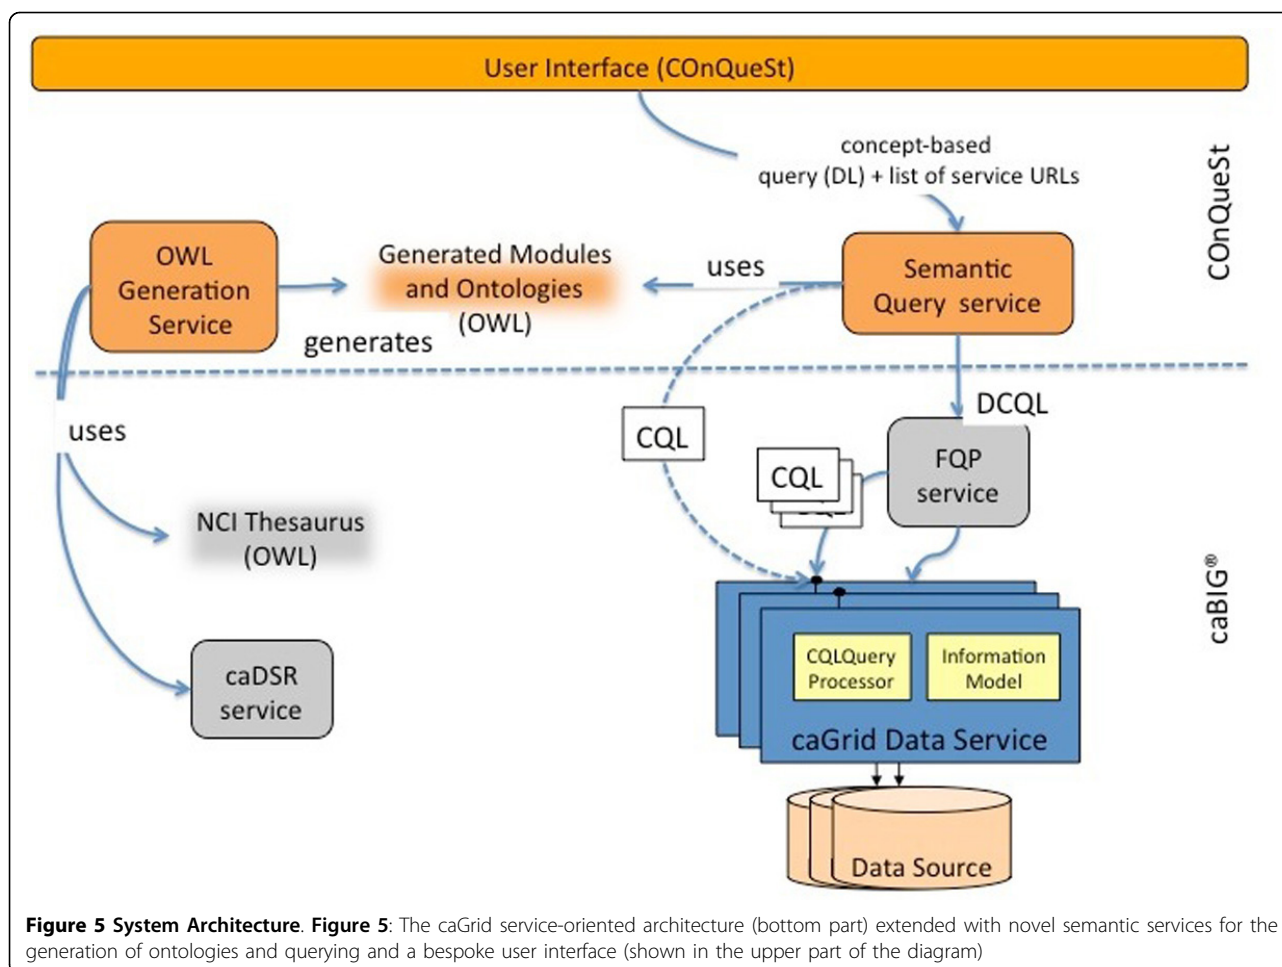 User Interface (COnQueSt)
concept-based
query (DL) + list of service URLs
COnQueSt
OWL
Generation
Service
Generated Modules
and Ontologies
(OWL)
uses
Semantic
Query service
generates
DCQL
uses
CQL
CQL
FQP
service
NCI Thesaurus
(OWL)
caBIG®
caDSR
service
CQLQuery
Processor
Information
Model
caGrid Data Service
Data Source
Figure 5 System Architecture. Figure 5: The caGrid service-oriented architecture (bottom part) extended with novel semantic services for the
generation of ontologies and querying and a bespoke user interface (shown in the upper part of the diagram)